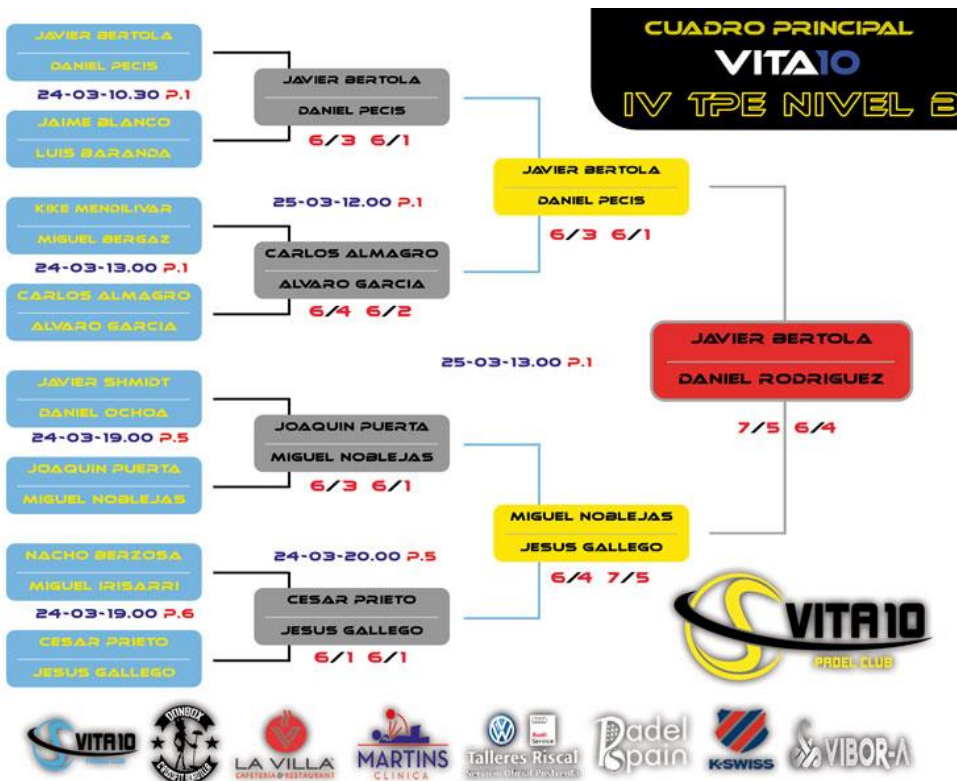 CUADRO PRINCIPAL
VITA10
IV TPE NIVEL B
JAVIER BERTOLA
DANIEL PECIS
24-03-10.30 P.1
JAIME BLANCO
LUIS BARANDA
KIKE MENDILIVAR
MIGUEL BERGAZ
24-03-13.00 P.1
CARLOS ALMAGRO
ALVARO GARCIA
JAVIER SHMIDT
DANIEL OCHOA
24-03-19.00 P.5
JOAQUIN PUERTA
MIGUEL NOBLEJAS
NACHO BERZOSA
MIGUEL IRISARRI
24-03-19.00 P.6
CESAR PRIETO
JESUS GALLEGO
JAVIER BERTOLA
DANIEL PECIS
6/3 6/1
25-03-12.00 P.1
CARLOS ALMAGRO
ALVARO GARCIA
6/4 6/2
JOAQUIN PUERTA
MIGUEL NOBLEJAS
6/3 6/1
24-03-20.00 P.5
CESAR PRIETO
JESUS GALLEGO
6/1 6/1
JAVIER BERTOLA
DANIEL PECIS
6/3 6/1
25-03-13.00 P.1
MIGUEL NOBLEJAS
JESUS GALLEGO
6/4 7/5
JAVIER BERTOLA
DANIEL RODRIGUEZ
7/5 6/4
VITA10
PADEL CLUB
VITA10
DONBOX
LA VILLA
CAFETERIA & RESTAURANT
MARTINS
CLINICA
Audi
Service
Talleres Riscal
Servicio Oficial Postventa
Padel
Spain
K-SWISS
VIBOR-A